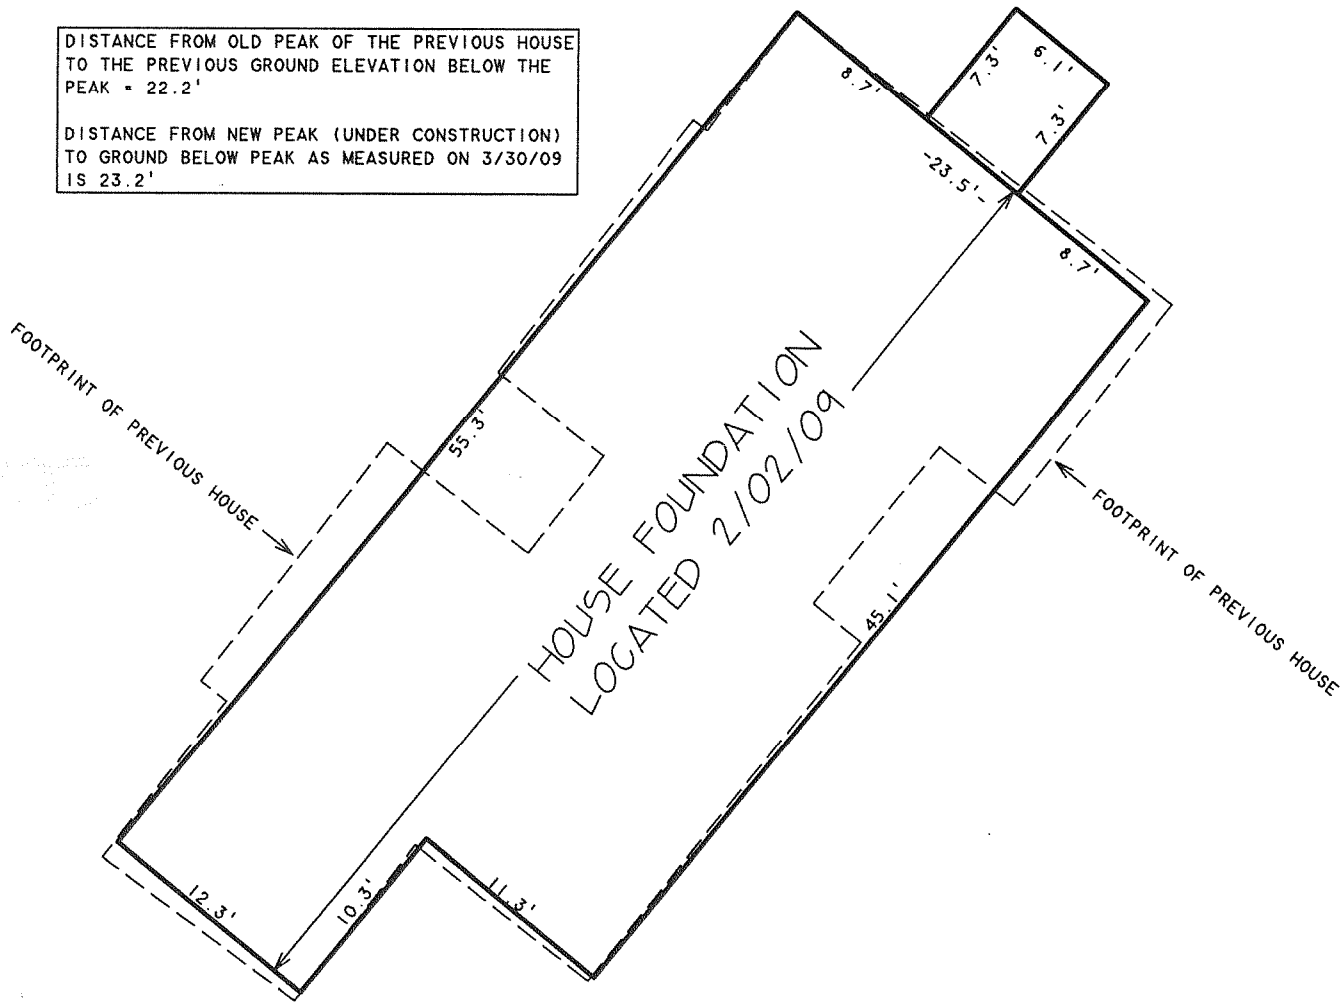 DISTANCE FROM OLD PEAK OF THE PREVIOUS HOUSE
TO THE PREVIOUS GROUND ELEVATION BELOW THE
PEAK = 22.2'
DISTANCE FROM NEW PEAK (UNDER CONSTRUCTION)
TO GROUND BELOW PEAK AS MEASURED ON 3/30/09
IS 23.2'
8.7'
7.3'
6.1'
7.3'
-23.5'-
8.7'
FOOTPRINT OF PREVIOUS HOUSE
55.3'
HOUSE FOUNDATION
LOCATED 2/02/09
45.1'
FOOTPRINT OF PREVIOUS HOUSE
12.3'
10.3'
11.3'